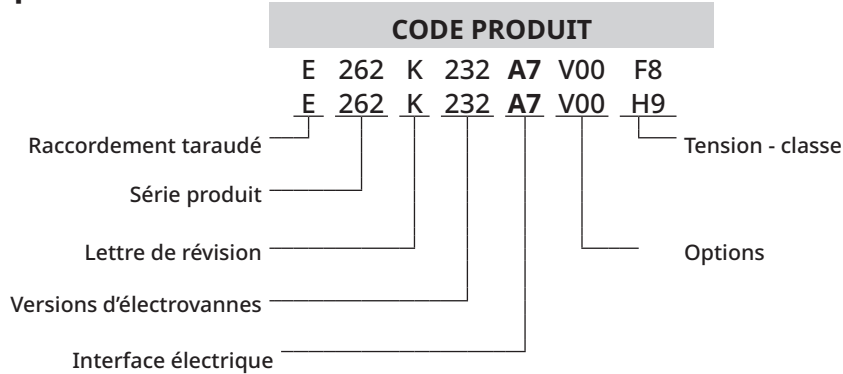 CODE PRODUIT
E 262 K 232 A7 V00 F8
E 262 K 232 A7 V00 H9
Raccordement taraudé
Tension - classe
Série produit
Lettre de révision
Options
Versions d'électrovannes
Interface électrique